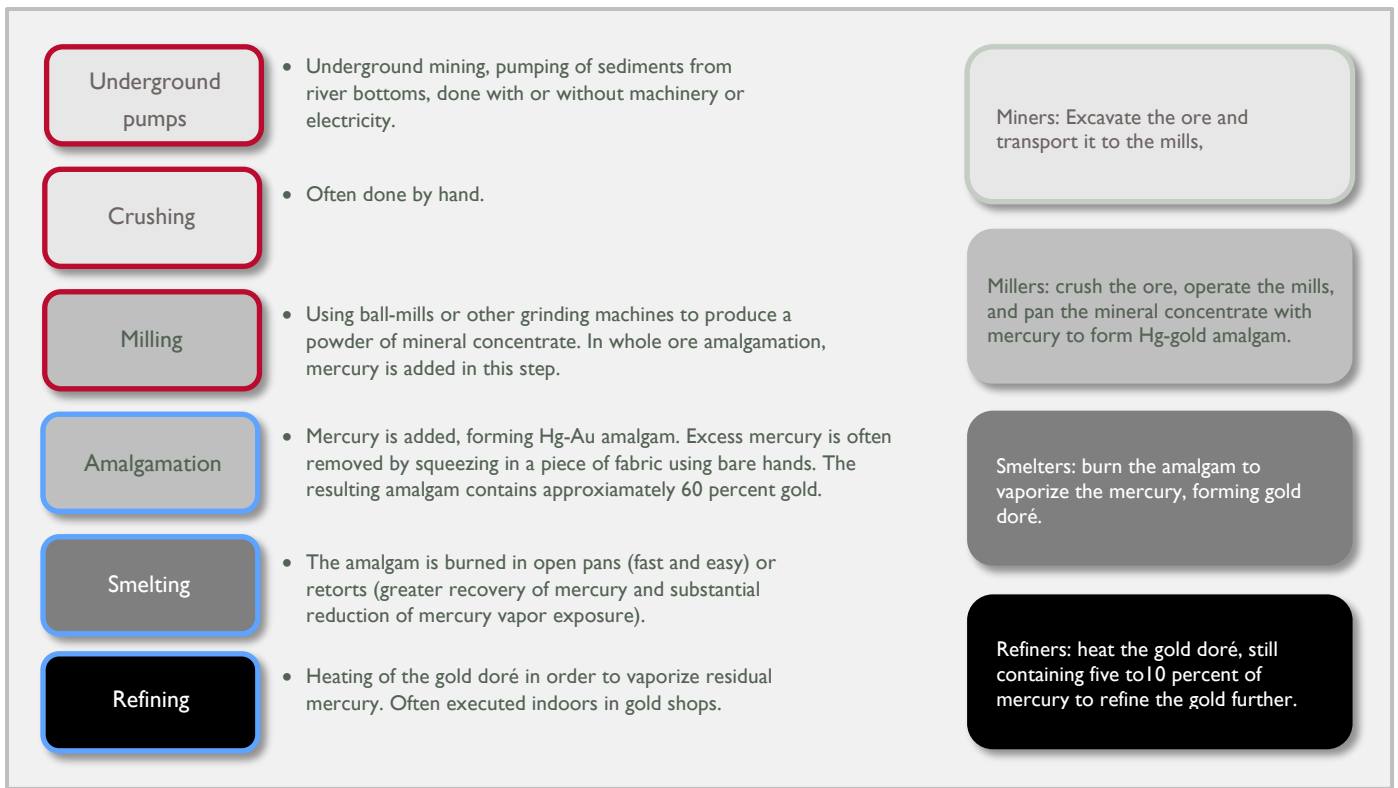 Underground
pumps
• Underground mining, pumping of sediments from
river bottoms, done with or without machinery or
electricity.
Crushing
• Often done by hand.
Milling
• Using ball-mills or other grinding machines to produce a
powder of mineral concentrate. In whole ore amalgamation,
mercury is added in this step.
Amalgamation
• Mercury is added, forming Hg-Au amalgam. Excess mercury is often
removed by squeezing in a piece of fabric using bare hands. The
resulting amalgam contains approxiamately 60 percent gold.
Smelting
• The amalgam is burned in open pans (fast and easy) or
retorts (greater recovery of mercury and substantial
reduction of mercury vapor exposure).
Refining
• Heating of the gold doré in order to vaporize residual
mercury. Often executed indoors in gold shops.
Miners: Excavate the ore and
transport it to the mills,
Millers: crush the ore, operate the mills,
and pan the mineral concentrate with
mercury to form Hg-gold amalgam.
Smelters: burn the amalgam to
vaporize the mercury, forming gold
doré.
Refiners: heat the gold doré, still
containing five to10 percent of
mercury to refine the gold further.